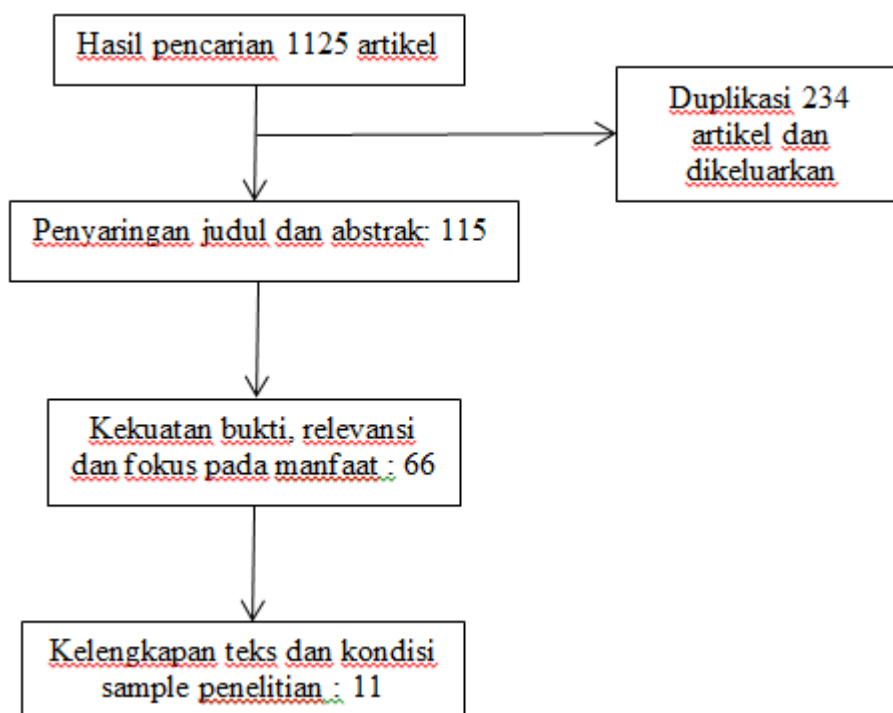 Hasil pencarian 1125 artikel
Duplikasi 234
artikel dan
dikeluarkan
Penyaringan judul dan abstrak: 115
Kekuatan bukti, relevansi
dan fokus pada manfaat : 66
Kelengkapan teks dan kondisi
sample penelitian : 11